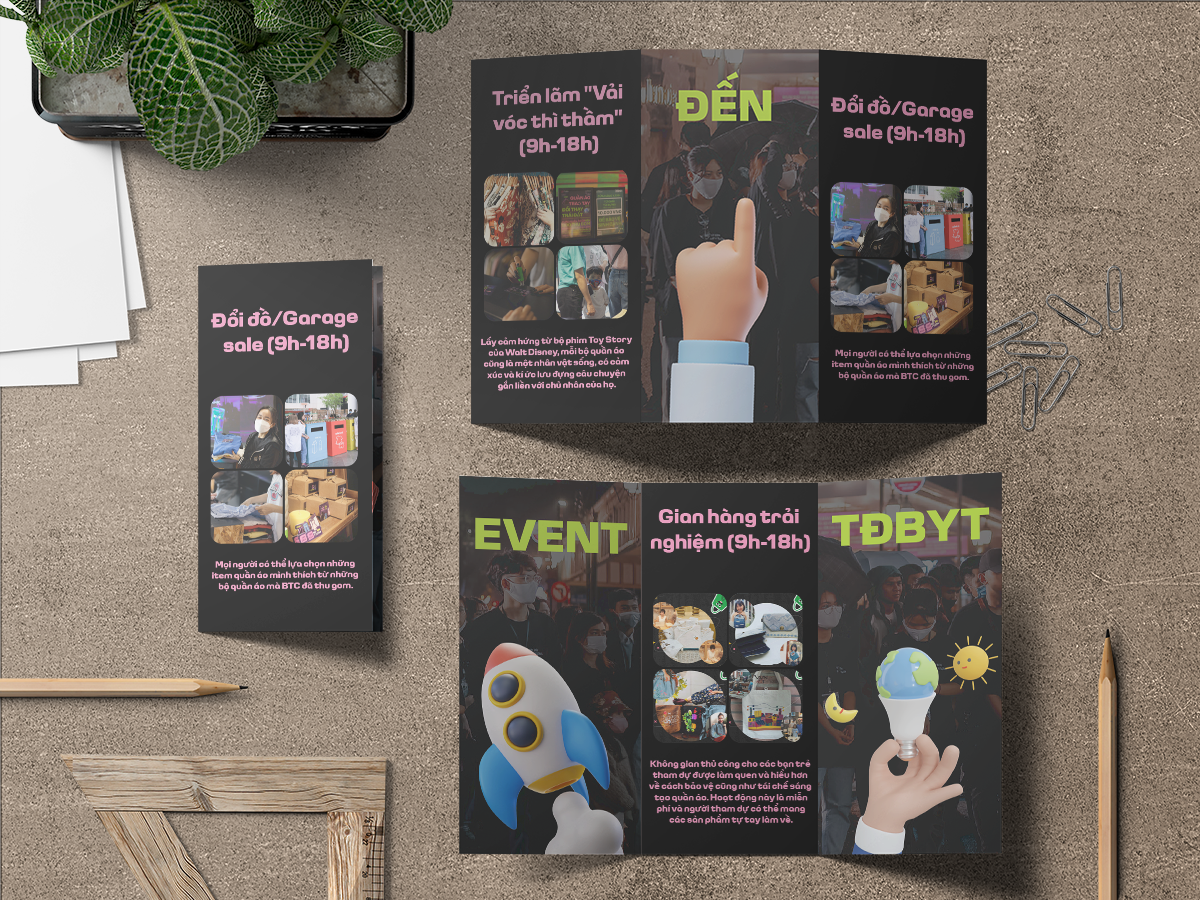 Triển lãm "Vải
vóc thì thầm"
(9h-18h)
Lấy cảm hứng từ bộ phim Toy Story
của Walt Disney, mỗi bộ quần áo
cũng là một nhân vật sống, có cảm
xúc và kí ức lưu đựng câu chuyện
gắn liền với chủ nhân của họ.
ĐẾN
Đổi đồ/Garage
sale (9h-18h)
Mọi người có thể lựa chọn những
item quần áo mình thích từ những
bộ quần áo mà BTC đã thu gom.
Đổi đồ/Garage
sale (9h-18h)
Mọi người có thể lựa chọn những
item quần áo mình thích từ những
bộ quần áo mà BTC đã thu gom.
EVENT
Gian hàng trải
nghiệm (9h-18h)
Không gian thủ công cho các bạn trẻ
tham dự được làm quen và hiểu hơn
về cách bảo vệ cũng như tái chế sáng
tạo quần áo. Hoạt động này là miễn
phí và người tham dự có thể mang
các sản phẩm tự tay làm về.
TĐBYT